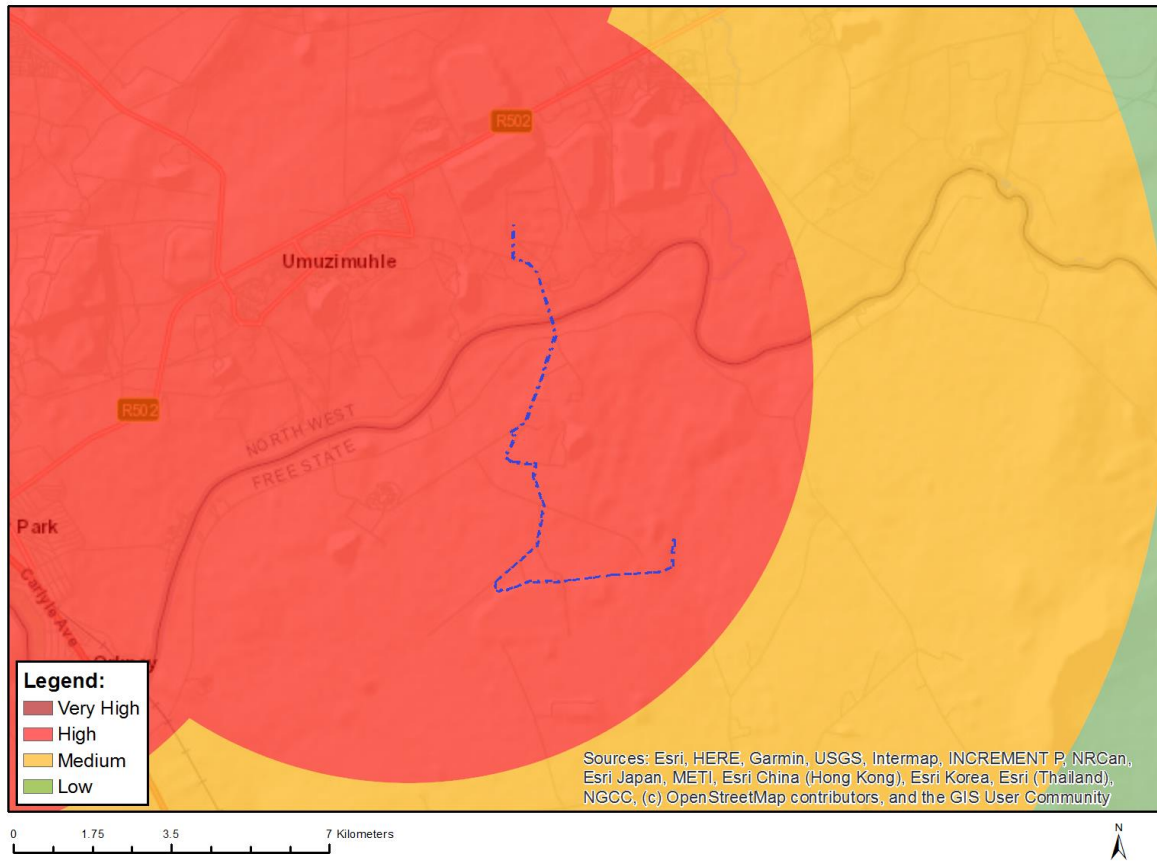 R502
Umuzimuhle
R502
NORTH WEST
FREE STATE
Park
Carlyle Ave
Orkney
Legend:
Very High
High
Medium
Low
Sources: Esri, HERE, Garmin, USGS, Intermap, INCREMENT P, NRCan,
Esri Japan, METI, Esri China (Hong Kong), Esri Korea, Esri (Thailand),
NGCC, (c) OpenStreetMap contributors, and the GIS User Community
0 1.75 3.5 7 Kilometers
N